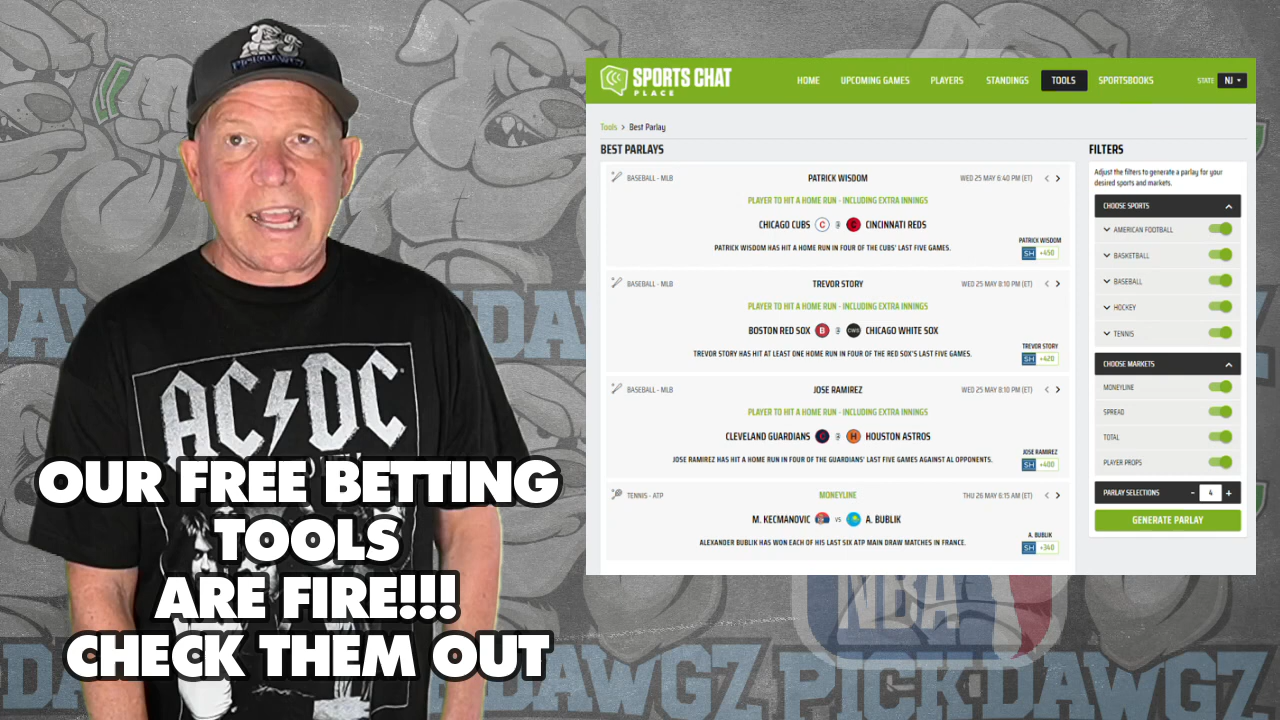 PICKDAWGZ
AC/DC
OUR FREE BETTING
TOOLS
ARE FIRE!!!
CHECK THEM OUT
SPORTS CHAT
PLACE
HOME
UPCOMING GAMES
PLAYERS
STANDINGS
TOOLS
SPORTSBOOKS
STATE
NJ
Tools > Best Parlay
BEST PARLAYS
BASEBALL - MLB
PATRICK WISDOM
WED 25 MAY 6:40 PM (ET)
PLAYER TO HIT A HOME RUN - INCLUDING EXTRA INNINGS
CHICAGO CUBS C @ C CINCINNATI REDS
PATRICK WISDOM HAS HIT A HOME RUN IN FOUR OF THE CUBS' LAST FIVE GAMES.
PATRICK WISDOM
SH +450
BASEBALL - MLB
TREVOR STORY
WED 25 MAY 8:10 PM (ET)
PLAYER TO HIT A HOME RUN - INCLUDING EXTRA INNINGS
BOSTON RED SOX B @ CWS CHICAGO WHITE SOX
TREVOR STORY HAS HIT AT LEAST ONE HOME RUN IN FOUR OF THE RED SOX'S LAST FIVE GAMES.
TREVOR STORY
SH +420
BASEBALL - MLB
JOSE RAMIREZ
WED 25 MAY 8:10 PM (ET)
PLAYER TO HIT A HOME RUN - INCLUDING EXTRA INNINGS
CLEVELAND GUARDIANS C @ H HOUSTON ASTROS
JOSE RAMIREZ HAS HIT A HOME RUN IN FOUR OF THE GUARDIANS' LAST FIVE GAMES AGAINST AL OPPONENTS.
JOSE RAMIREZ
SH +400
TENNIS - ATP
MONEYLINE
THU 26 MAY 6:15 AM (ET)
M. KECMANOVIC VS A. BUBLIK
ALEXANDER BUBLIK HAS WON EACH OF HIS LAST SIX ATP MAIN DRAW MATCHES IN FRANCE.
A. BUBLIK
SH +340
FILTERS
Adjust the filters to generate a parlay for your
desired sports and markets.
CHOOSE SPORTS
AMERICAN FOOTBALL
BASKETBALL
BASEBALL
HOCKEY
TENNIS
CHOOSE MARKETS
MONEYLINE
SPREAD
TOTAL
PLAYER PROPS
PARLAY SELECTIONS - 4 +
GENERATE PARLAY
NBA
PICKDAWGZ